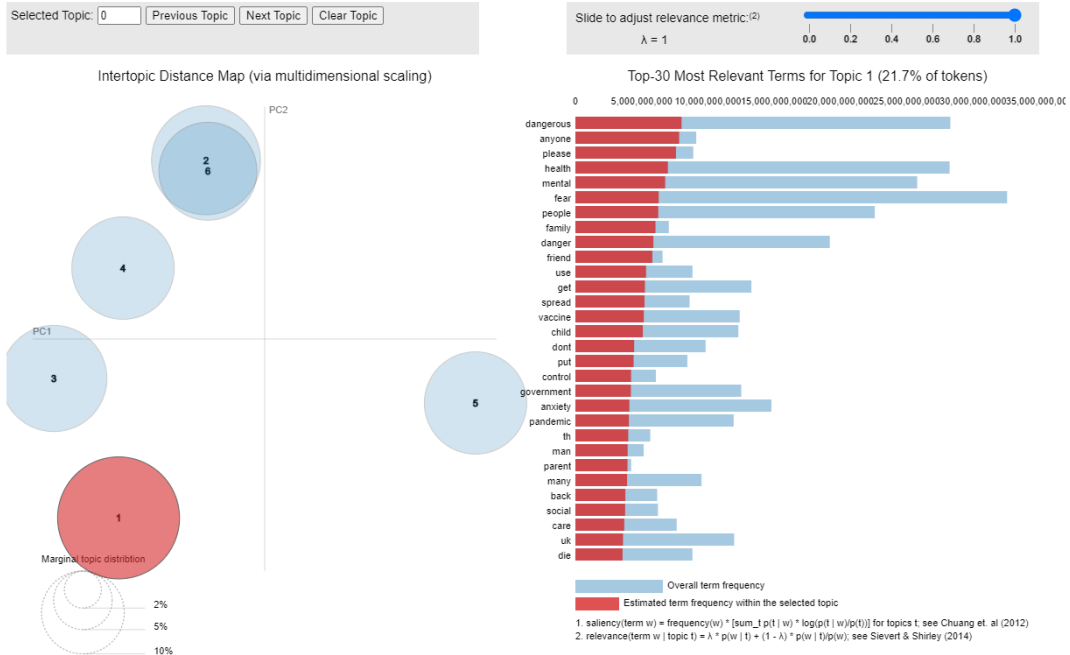 Selected Topic: 0 Previous Topic Next Topic Clear Topic
Slide to adjust relevance metric:(2)
λ = 1
0.0 0.2 0.4 0.6 0.8 1.0
Intertopic Distance Map (via multidimensional scaling)
PC2
PC1
2
6
4
3
5
1
Marginal topic distribtion
2%
5%
10%
Top-30 Most Relevant Terms for Topic 1 (21.7% of tokens)
0 5,000,000,000 10,000,000,000 15,000,000,000 20,000,000,000 25,000,000,000 30,000,000,000 35,000,000,00
dangerous
anyone
please
health
mental
fear
people
family
danger
friend
use
get
spread
vaccine
child
dont
put
control
government
anxiety
pandemic
th
man
parent
many
back
social
care
uk
die
Overall term frequency
Estimated term frequency within the selected topic
1. saliency(term w) = frequency(w) * [sum_t p(t | w) * log(p(t | w)/p(t))] for topics t; see Chuang et. al (2012)
2. relevance(term w | topic t) = λ * p(w | t) + (1 - λ) * p(w | t)/p(w); see Sievert & Shirley (2014)